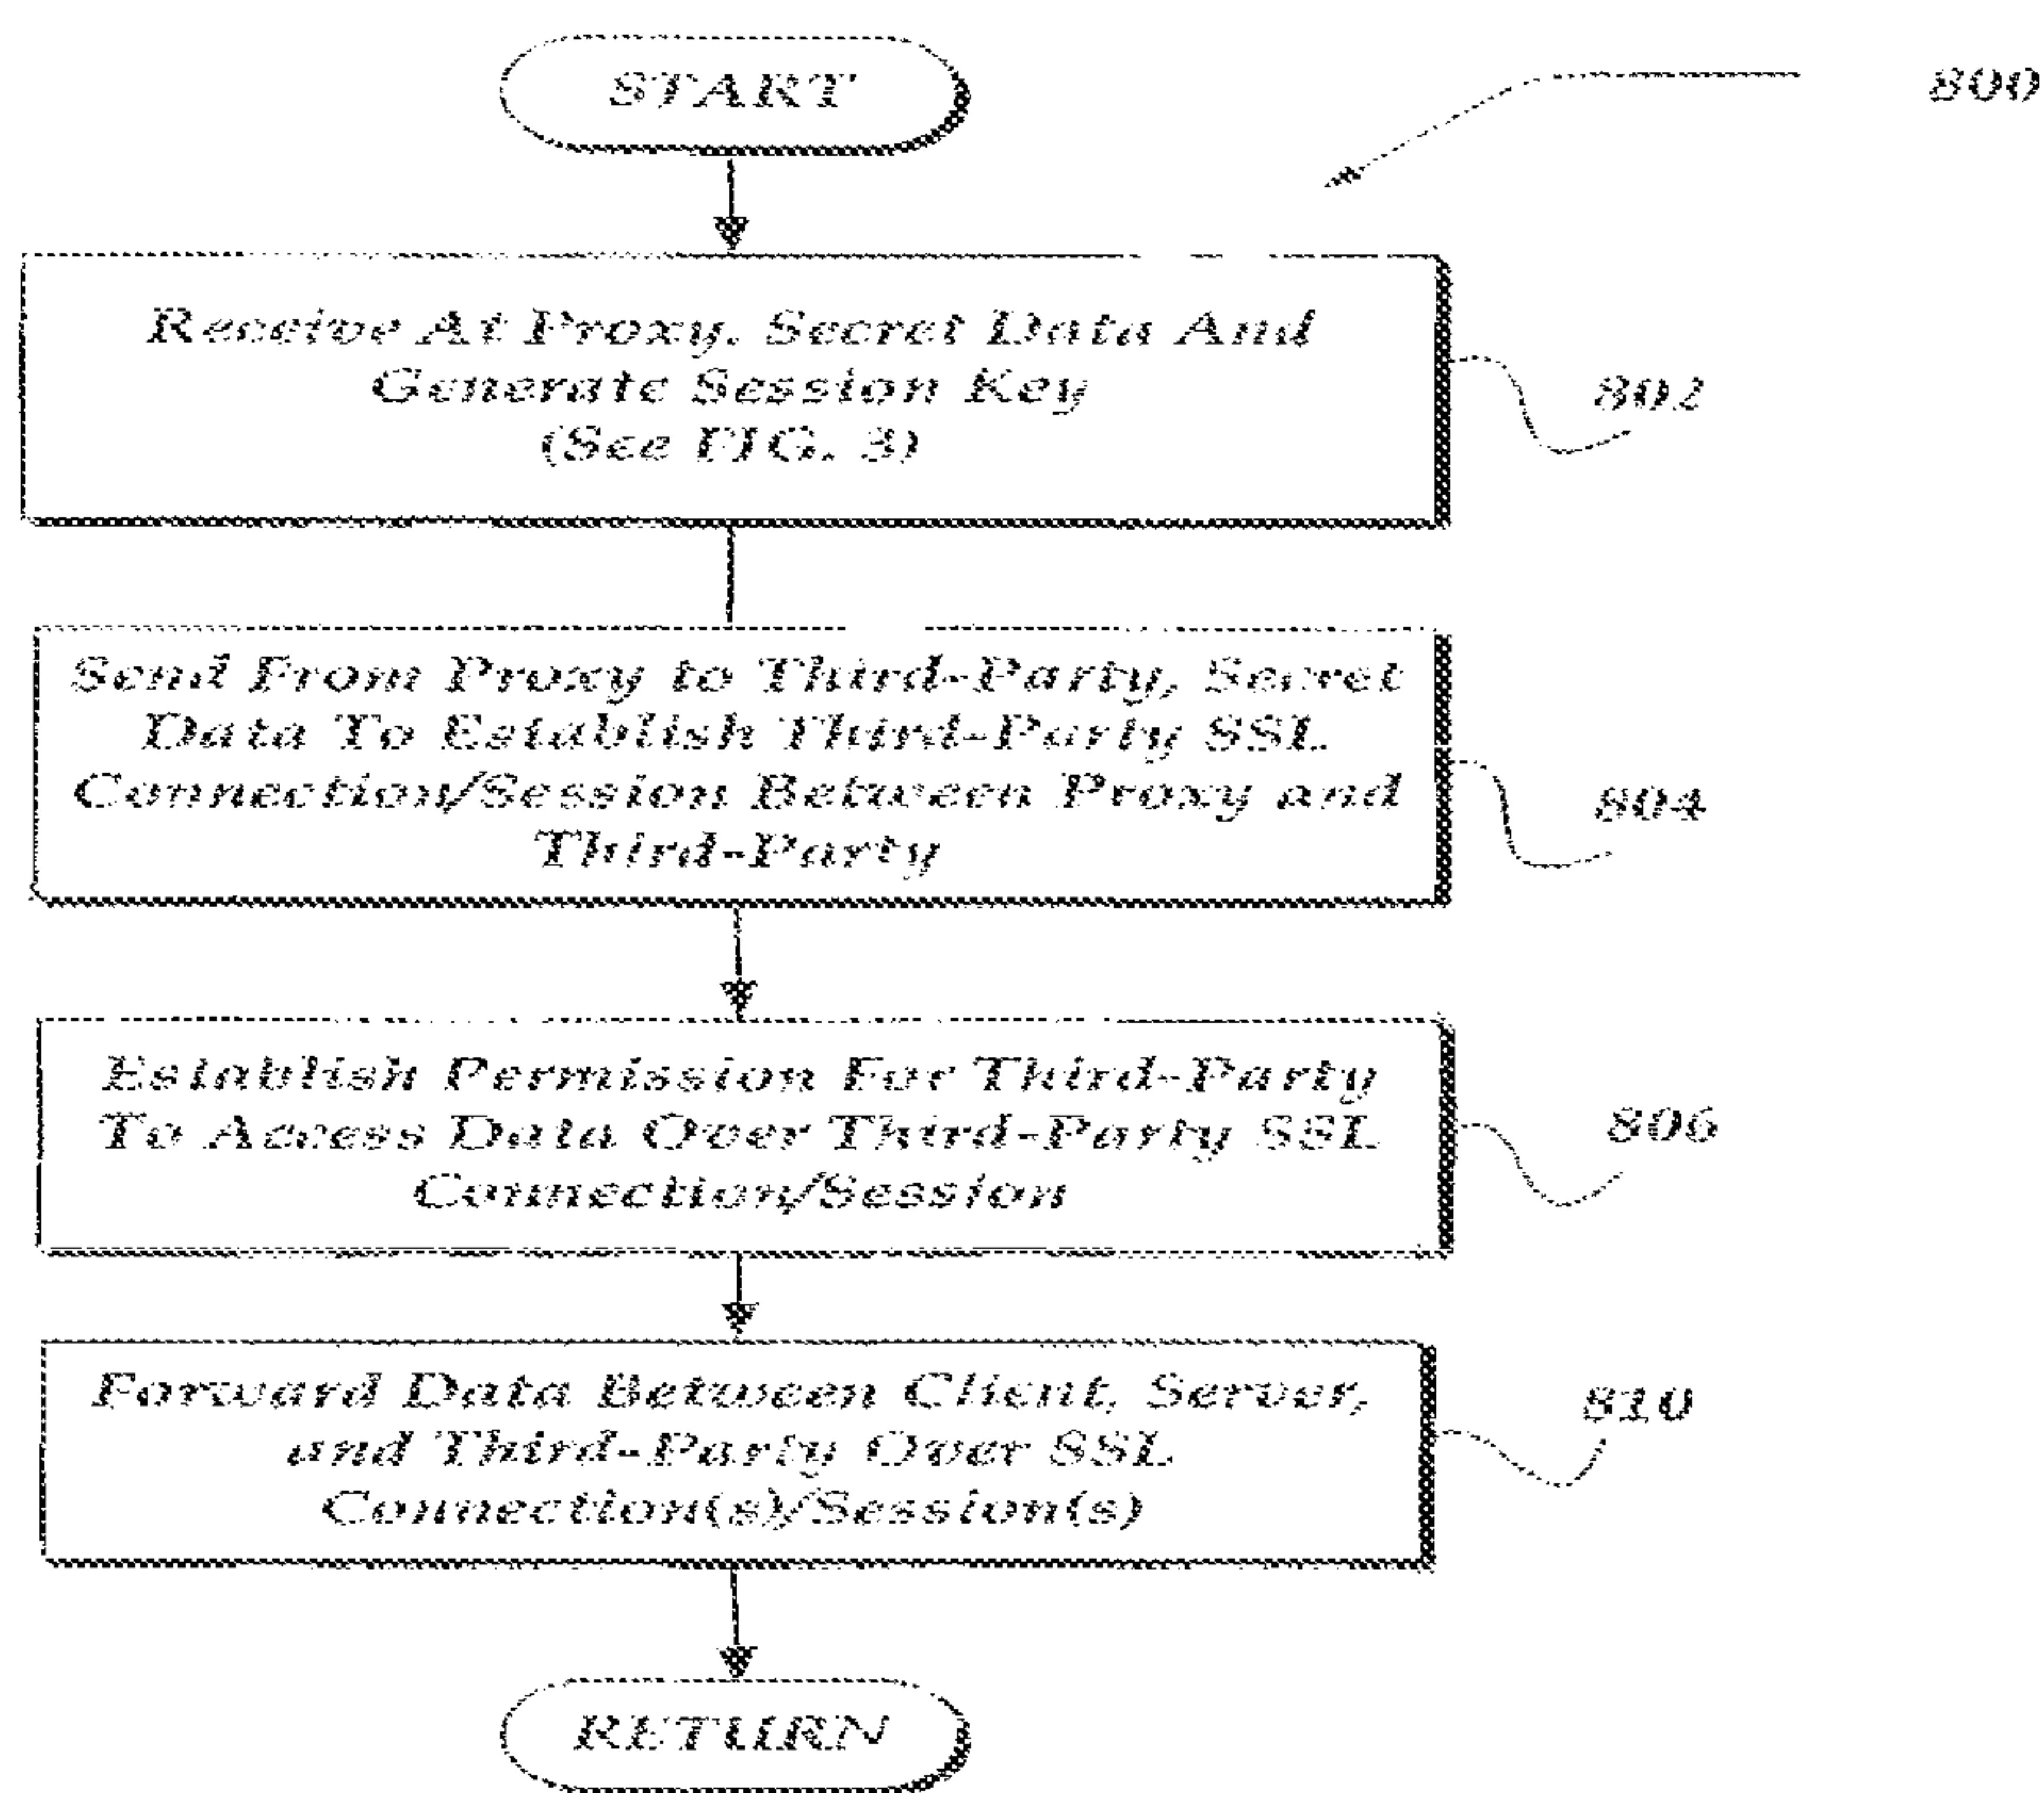 START
800
Receive At Proxy, Secret Data And
Generate Session Key
(See FIG. 3)
802
Send From Proxy to Third-Party, Secret
Data To Establish Third-Party SSL
Connection/Session Between Proxy and
Third-Party
804
Establish Permission For Third-Party
To Access Data Over Third-Party SSL
Connection/Session
806
Forward Data Between Client, Server,
and Third-Party Over SSL
Connection(s)/Session(s)
810
RETURN